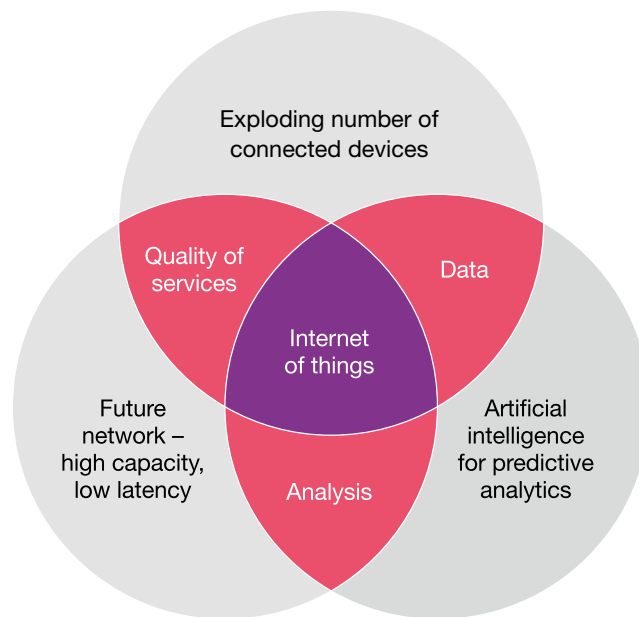 Exploding number of
connected devices
Quality of
services
Data
Internet
of things
Future
network –
high capacity,
low latency
Artificial
intelligence
for predictive
analytics
Analysis